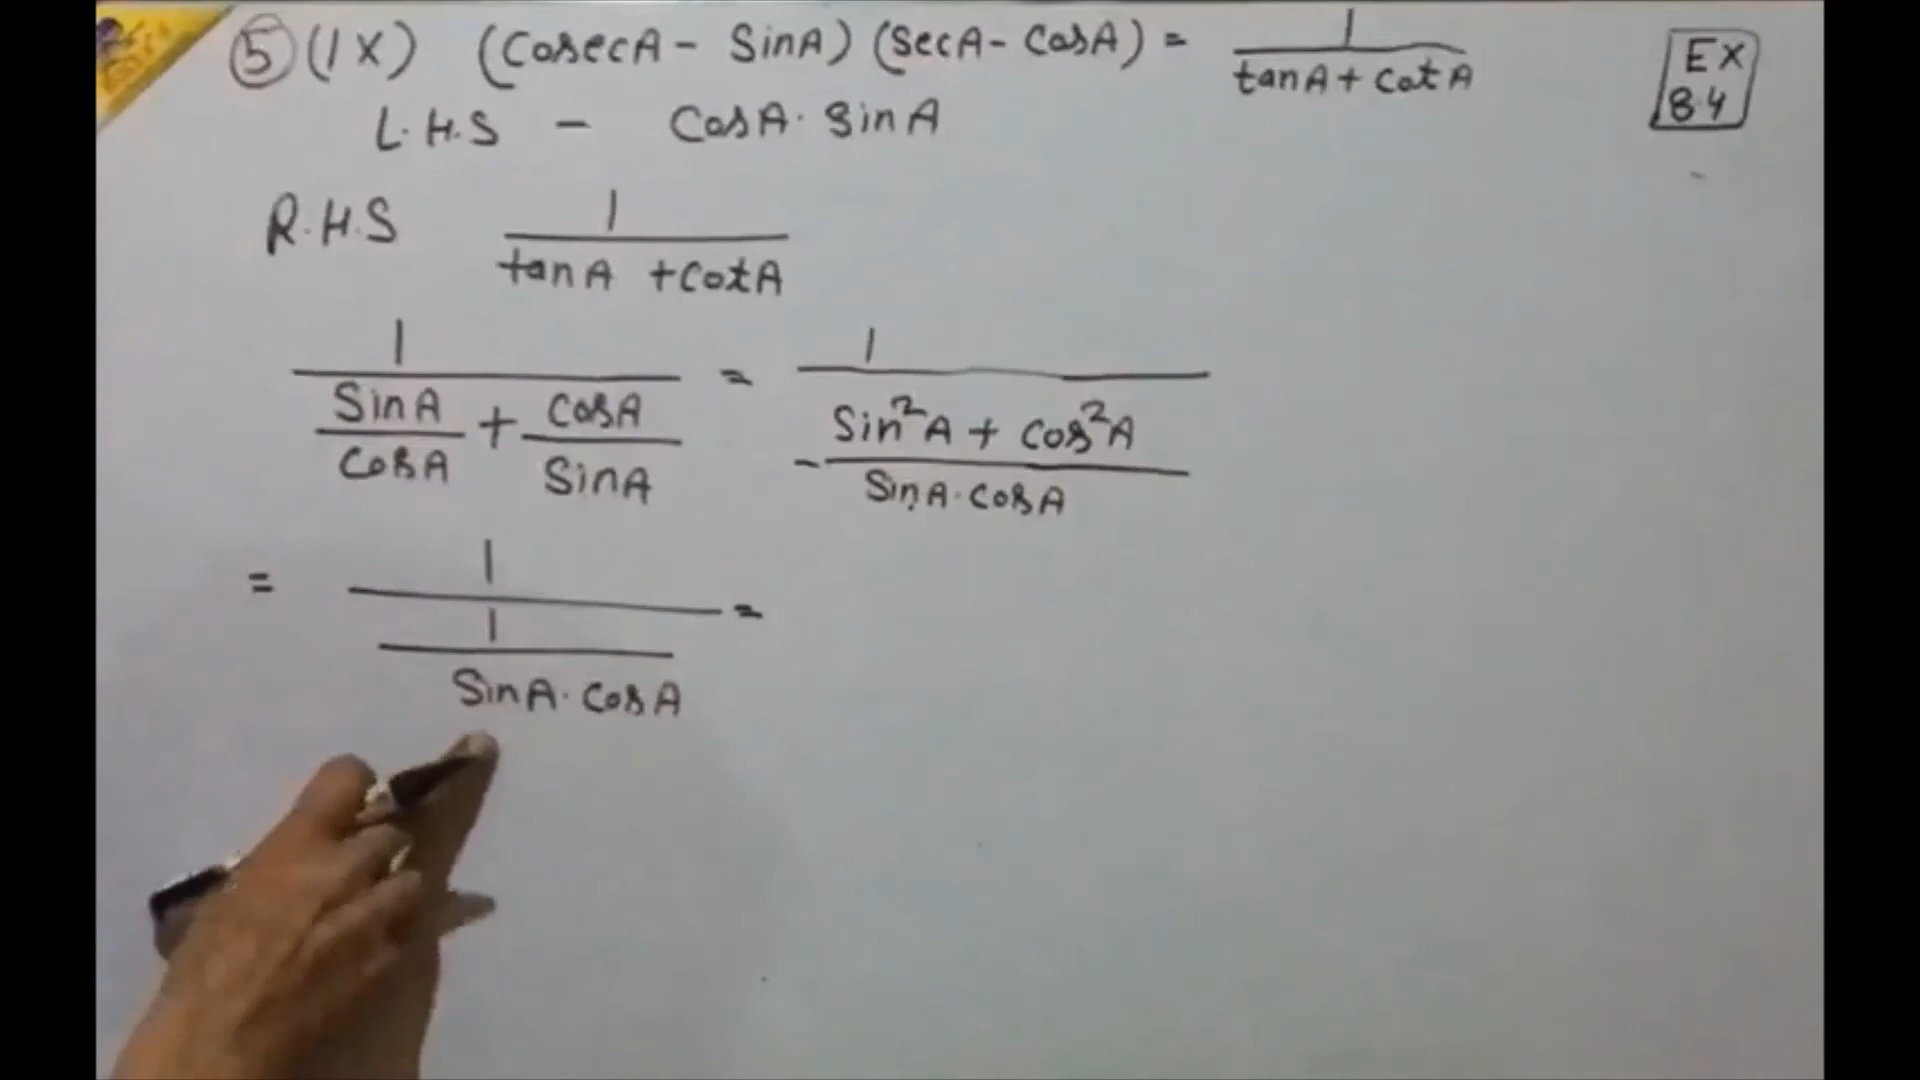 5 (IX) (CosecA - SinA) (SecA - CosA) = 1 / tanA + cotA
EX 8.4
L.H.S - CosA. SinA
R.H.S 1 / tanA + cotA
1 / SinA / CosA + CosA / SinA = 1 / Sin²A + Cos²A / SinA.CosA
= 1 / 1 / SinA.CosA =